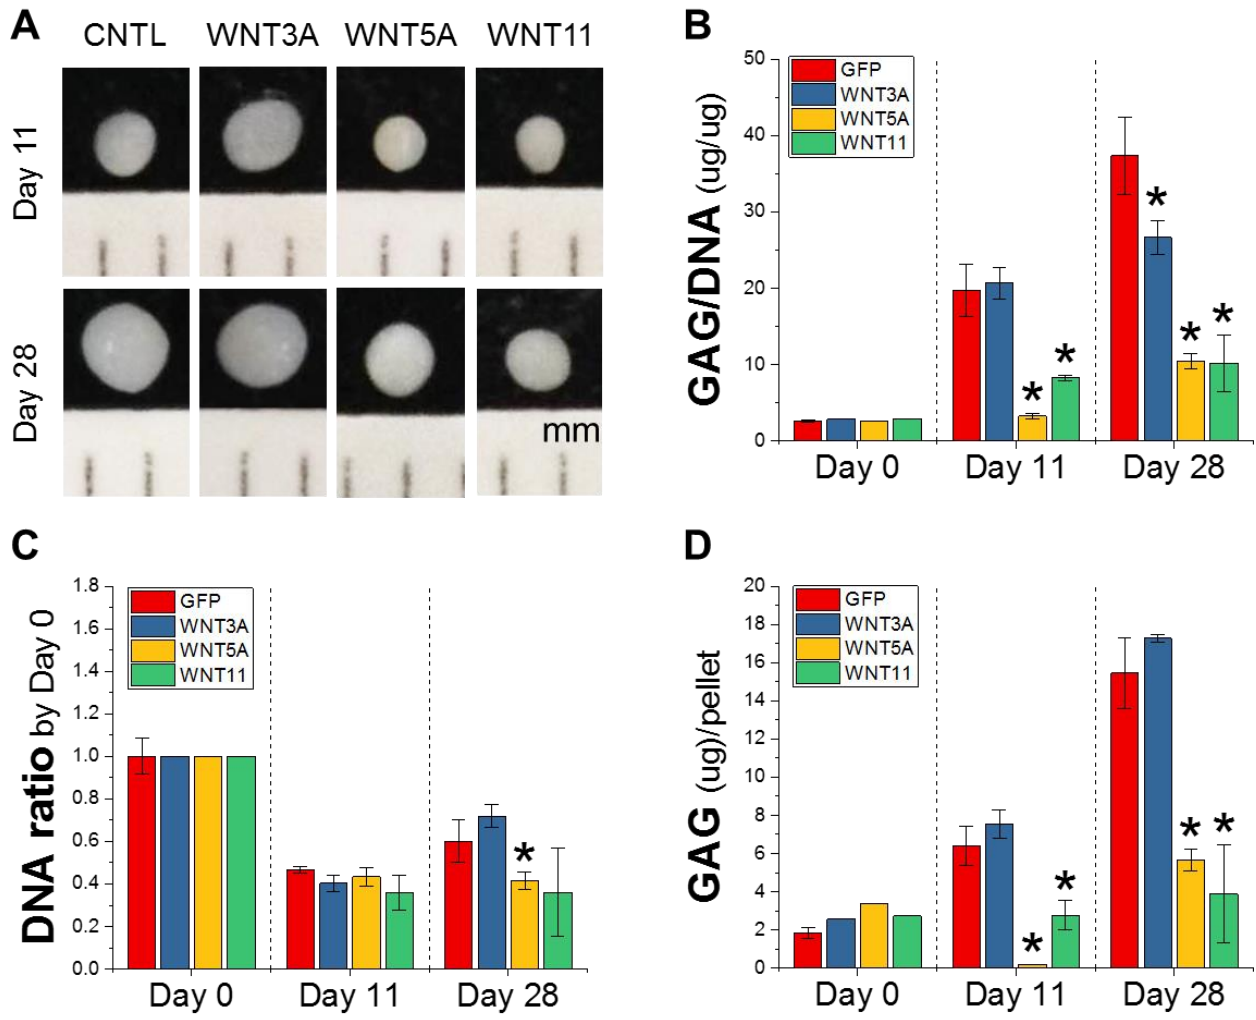 A
CNTL WNT3A WNT5A WNT11
Day 11
Day 28
mm
B
50
40
30
20
10
0
GAG/DNA (ug/ug)
GFP
WNT3A
WNT5A
WNT11
*
*
*
*
*
Day 0 Day 11 Day 28
C
1.8
1.6
1.4
1.2
1.0
0.8
0.6
0.4
0.2
0.0
DNA ratio by Day 0
GFP
WNT3A
WNT5A
WNT11
*
Day 0 Day 11 Day 28
D
20
18
16
14
12
10
8
6
4
2
0
GAG (ug)/pellet
GFP
WNT3A
WNT5A
WNT11
*
*
*
*
Day 0 Day 11 Day 28